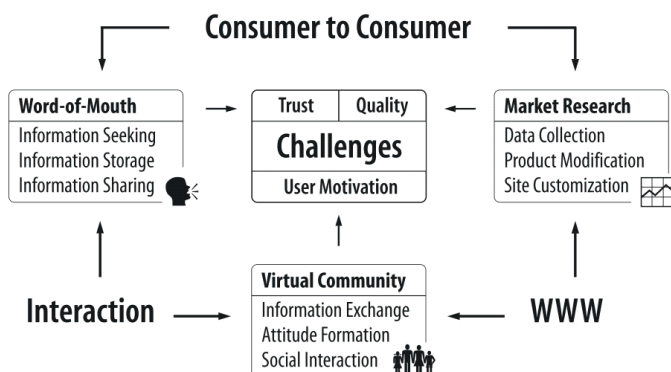 Consumer to Consumer
Word-of-Mouth
Information Seeking
Information Storage
Information Sharing
Trust
Quality
Challenges
User Motivation
Market Research
Data Collection
Product Modification
Site Customization
Interaction
Virtual Community
Information Exchange
Attitude Formation
Social Interaction
WWW